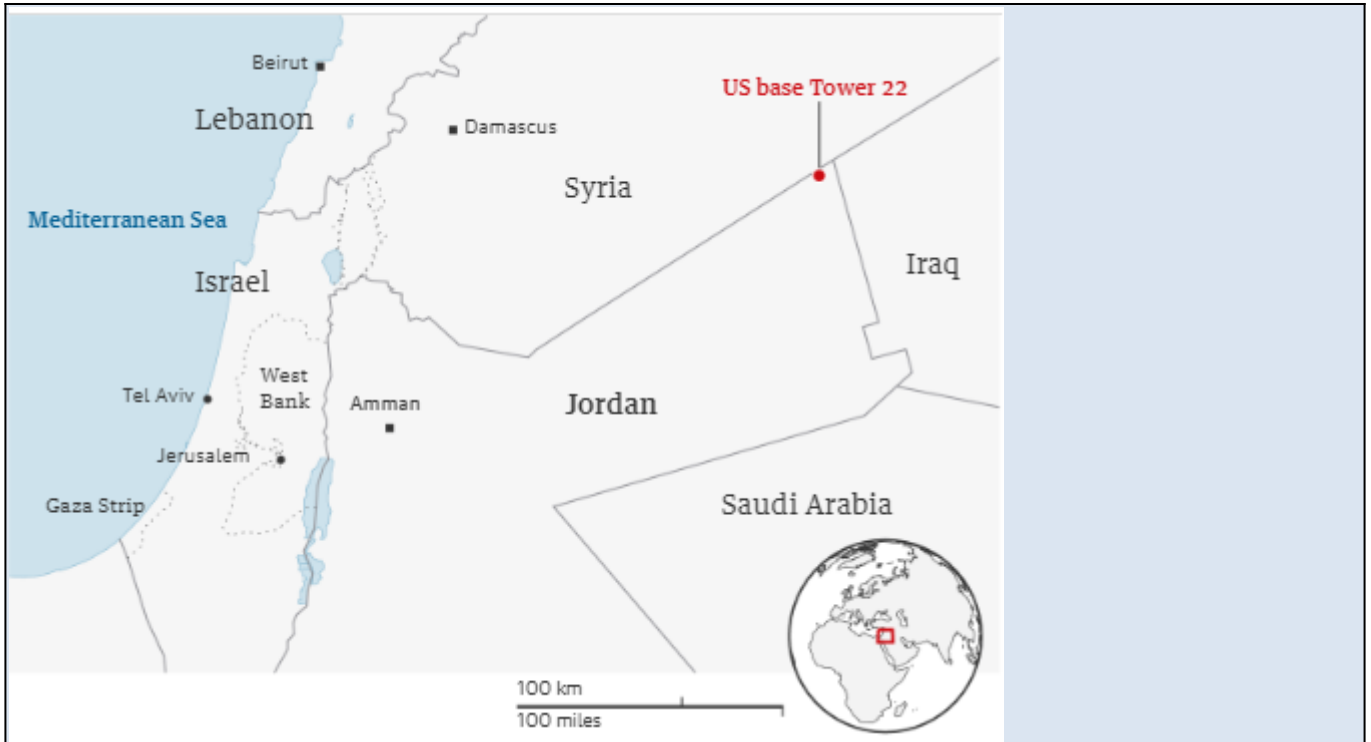 Beirut
US base Tower 22
Lebanon
Damascus
Syria
Mediterranean Sea
Iraq
Israel
West
Bank
Tel Aviv
Amman
Jordan
Jerusalem
Gaza Strip
Saudi Arabia
100 km
100 miles